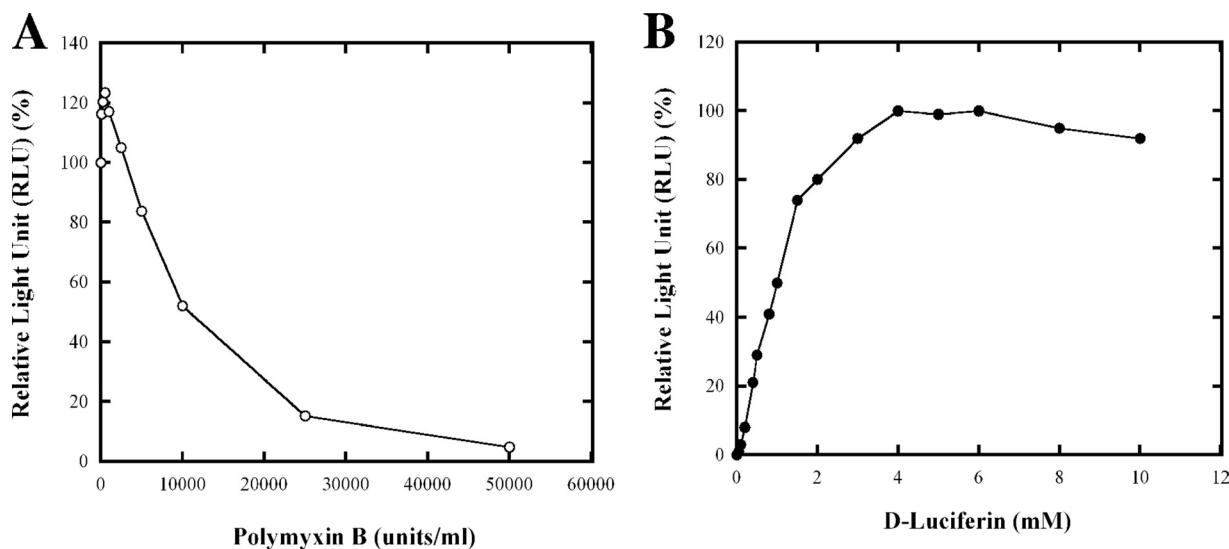 A
Relative Light Unit (RLU) (%)
140
120
100
80
60
40
20
0
0 10000 20000 30000 40000 50000 60000
Polymyxin B (units/ml)
B
Relative Light Unit (RLU) (%)
120
100
80
60
40
20
0
0 2 4 6 8 10 12
D-Luciferin (mM)